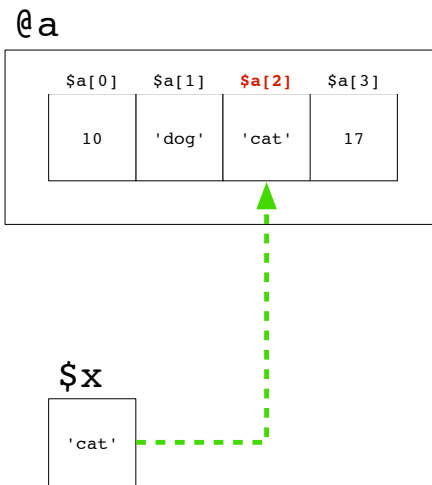 @a
$a[0] $a[1] $a[2] $a[3]
10 'dog' 'cat' 17
$x
'cat'